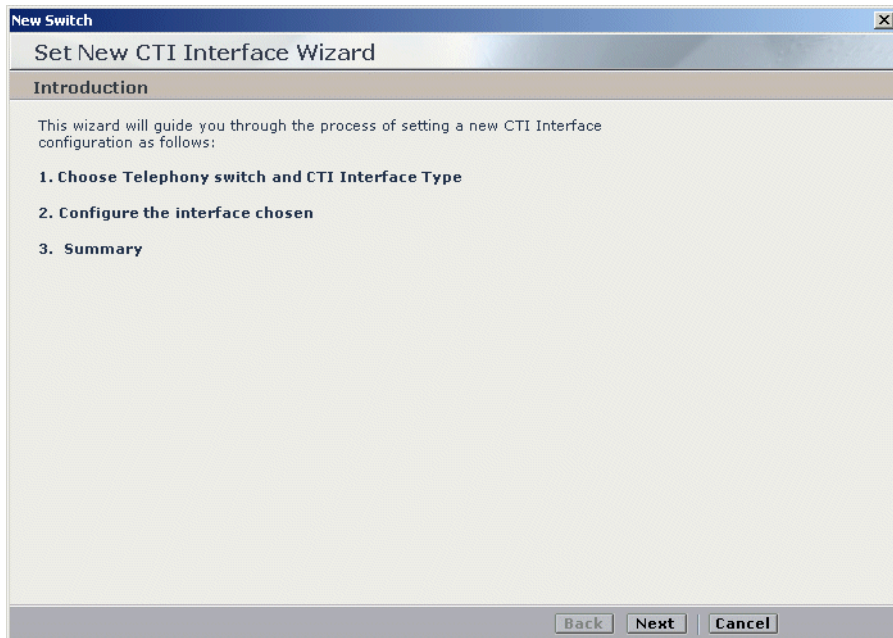 New Switch
Set New CTI Interface Wizard
Introduction
This wizard will guide you through the process of setting a new CTI Interface
configuration as follows:
1. Choose Telephony switch and CTI Interface Type
2. Configure the interface chosen
3. Summary
Back Next Cancel